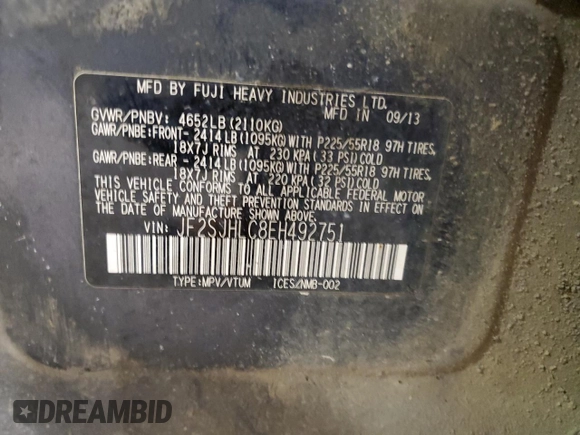 MFD BY FUJI HEAVY INDUSTRIES LTD.
MFD IN 09/13
GVWR/PNBV: 4652LB (2110KG)
GAWR/PNBE:FRONT- 2414LB(1095KG)WITH P225/55R18 97H TIRES,
18X7J RIMS AT 230 KPA (33 PSI)COLD
GAWR/PNBE:REAR - 2414LB(1095KG)WITH P225/55R18 97H TIRES,
18X7J RIMS AT 220 KPA (32 PSI)COLD
THIS VEHICLE CONFORMS TO ALL APPLICABLE FEDERAL MOTOR
VEHICLE SAFETY AND THEFT PREVENTION STANDARDS IN EFFECT
ON THE DATE OF MANUFACTURE SHOWN ABOVE.
VIN: JF2SJHLC8EH492751
TYPE:MPV/VTUM ICES/NMB-002
DREAMBID